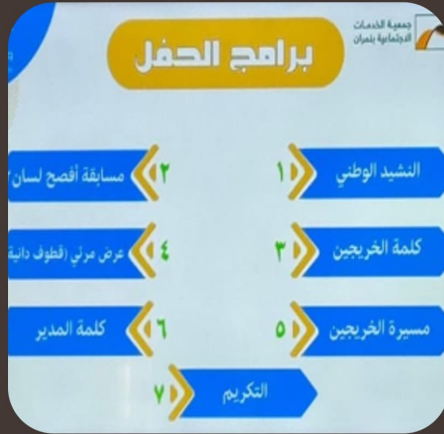 جمعية الخدمات
الاجتماعية بنمران
برامج الحفل
النشيد الوطني ١
٢ مسابقة أفصح لسان
كلمة الخريجين ٣
٤ عرض مرئي (قطوف دانية
مسيرة الخريجين ٥
٦ كلمة المدير
التكريم ٧